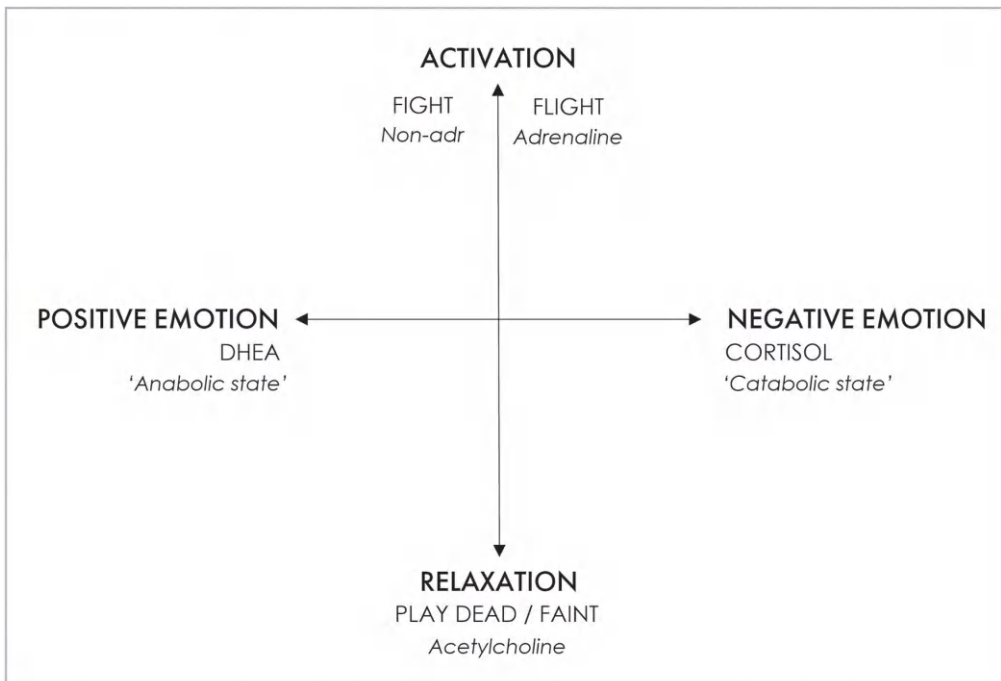 ACTIVATION
FIGHT
Non-adr
FLIGHT
Adrenaline
POSITIVE EMOTION
DHEA
‘Anabolic state’
NEGATIVE EMOTION
CORTISOL
‘Catabolic state’
RELAXATION
PLAY DEAD / FAINT
Acetylcholine